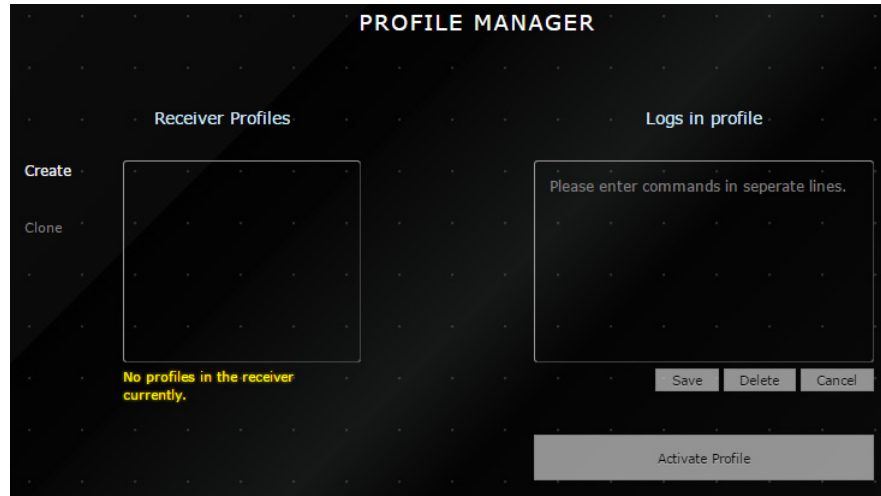 PROFILE MANAGER
Receiver Profiles
Logs in profile
Create
Clone
Please enter commands in seperate lines.
No profiles in the receiver
currently.
Save
Delete
Cancel
Activate Profile